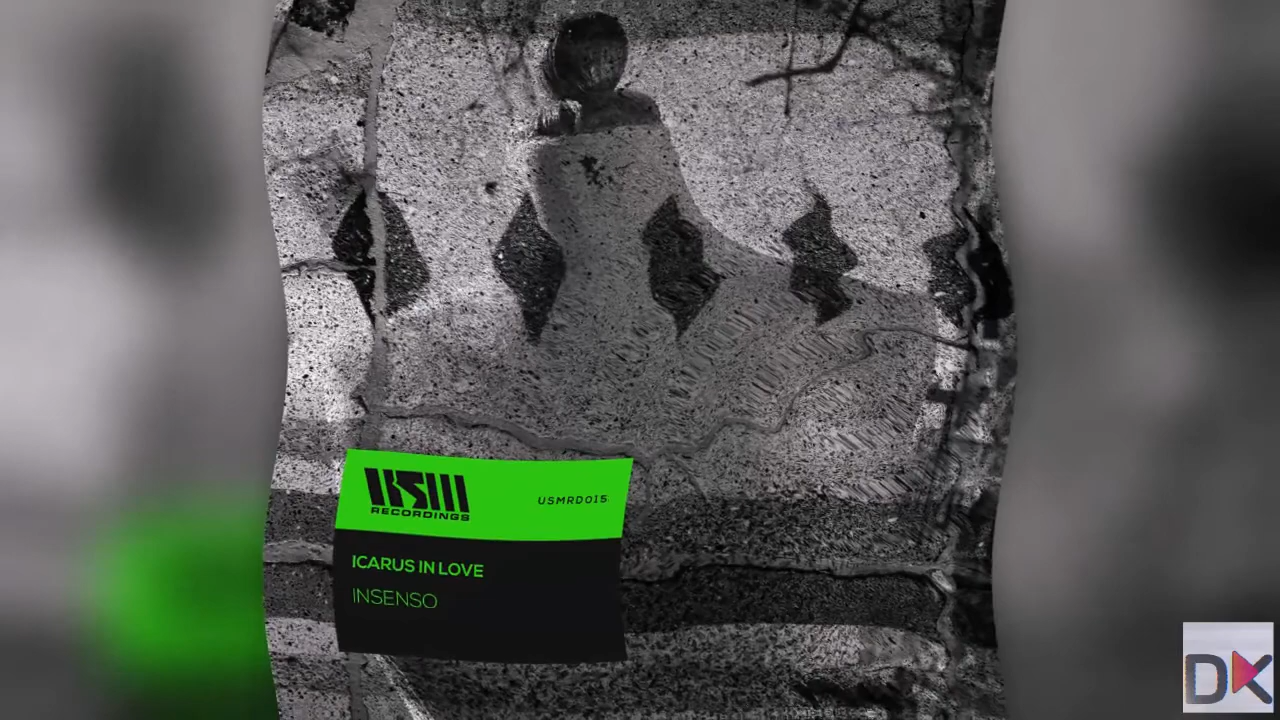 USM
RECORDINGS
USMRD015
ICARUS IN LOVE
INSENSO
DK